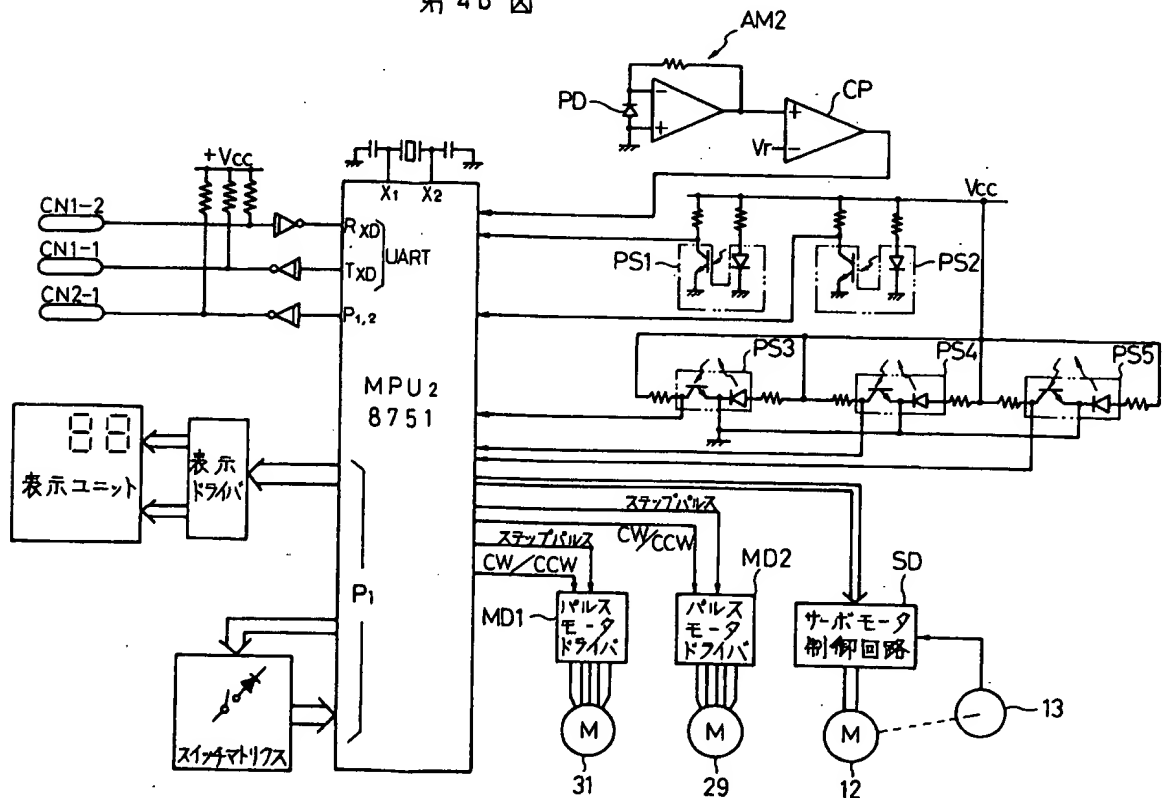 第4b図
AM2
PD
-
+
CP
+
Vr
-
+Vcc
X1
X2
Vcc
CN1-2
RXD
CN1-1
UART
TXD
CN2-1
P1,2
PS1
PS2
MPU2
8751
PS3
PS4
PS5
88
表示ユニット
表示
ドライバ
ステップパルス
CW/CCW
ステップパルス
CW/CCW
P1
MD1
パルス
モータ
ドライバ
MD2
パルス
モータ
ドライバ
SD
サーボモータ
制御回路
スイッチマトリクス
M
M
M
13
31
29
12